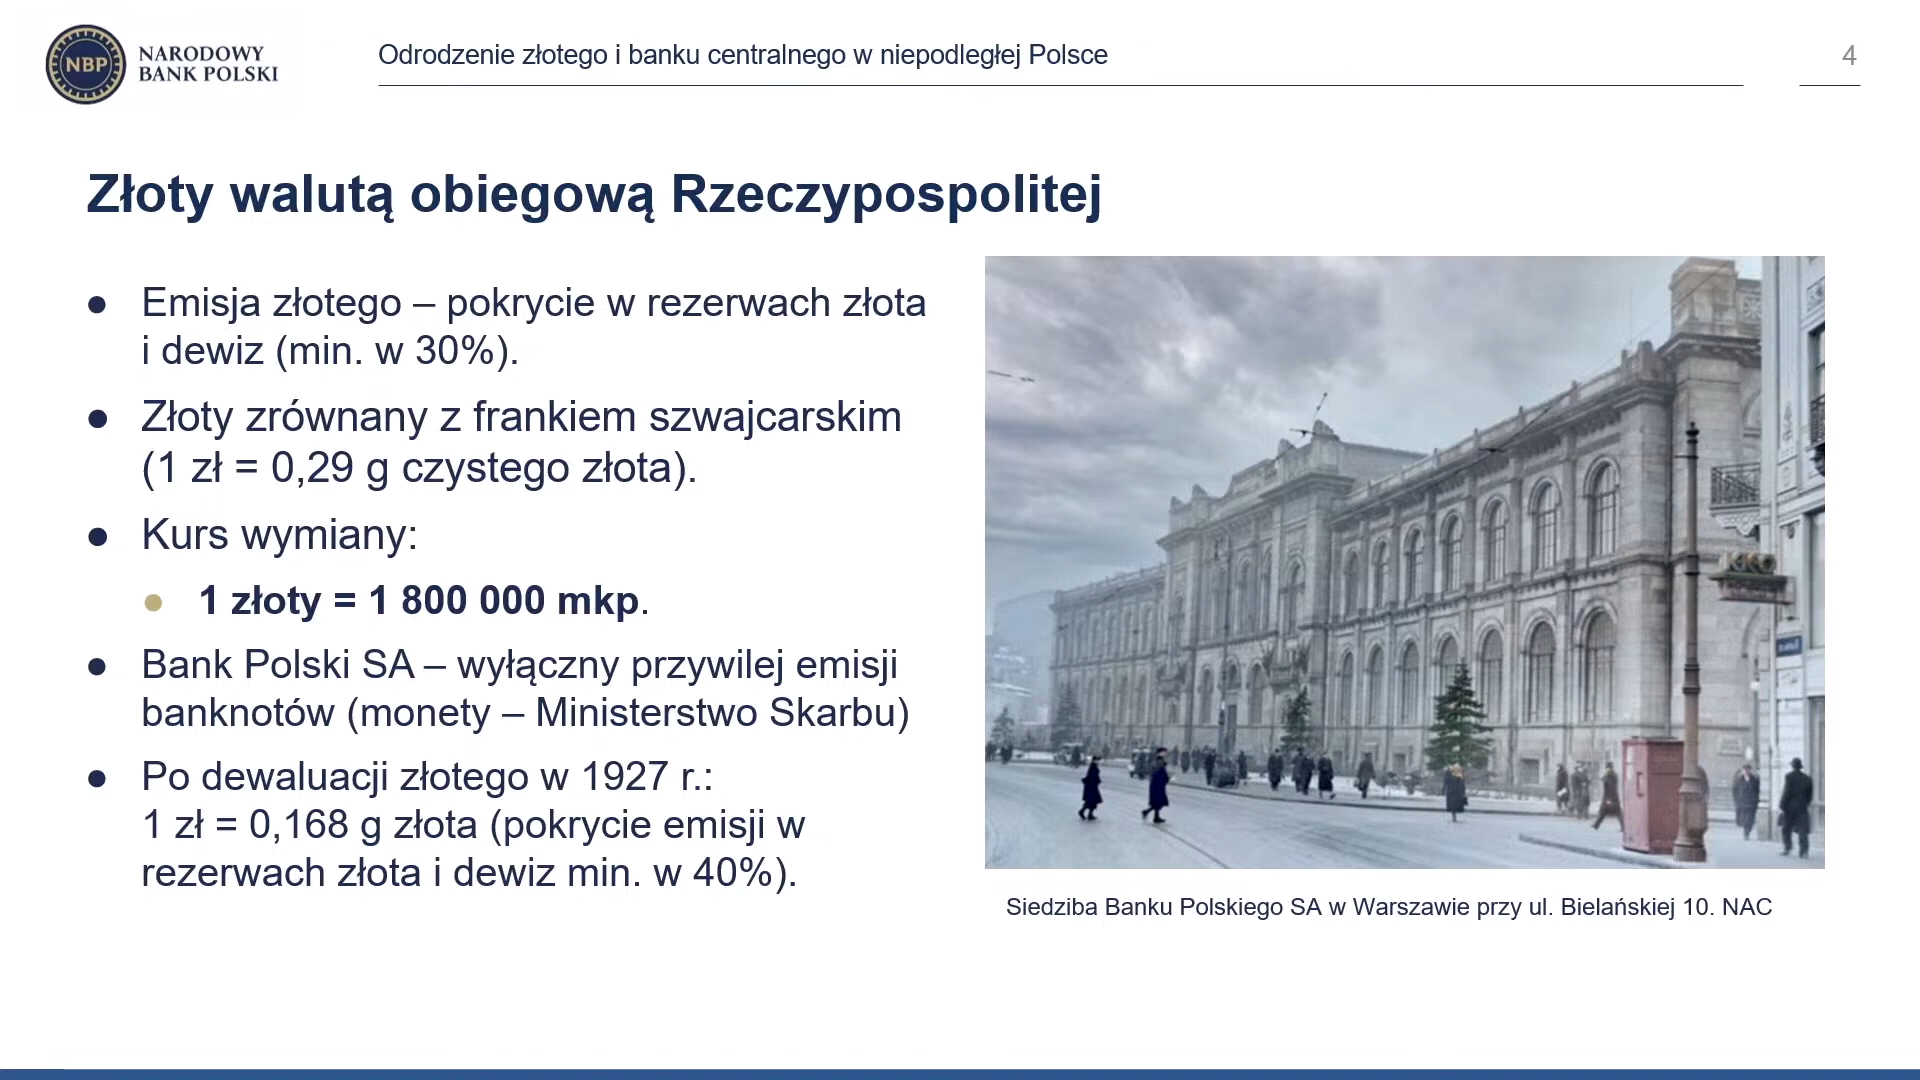 NBP
NARODOWY
BANK POLSKI
Odrodzenie złotego i banku centralnego w niepodległej Polsce
4
Złoty walutą obiegową Rzeczypospolitej
● Emisja złotego – pokrycie w rezerwach złota
i dewiz (min. w 30%).
● Złoty zrównany z frankiem szwajcarskim
(1 zł = 0,29 g czystego złota).
● Kurs wymiany:
● 1 złoty = 1 800 000 mkp.
● Bank Polski SA – wyłączny przywilej emisji
banknotów (monety – Ministerstwo Skarbu)
● Po dewaluacji złotego w 1927 r.:
1 zł = 0,168 g złota (pokrycie emisji w
rezerwach złota i dewiz min. w 40%).
KKO
Siedziba Banku Polskiego SA w Warszawie przy ul. Bielańskiej 10. NAC